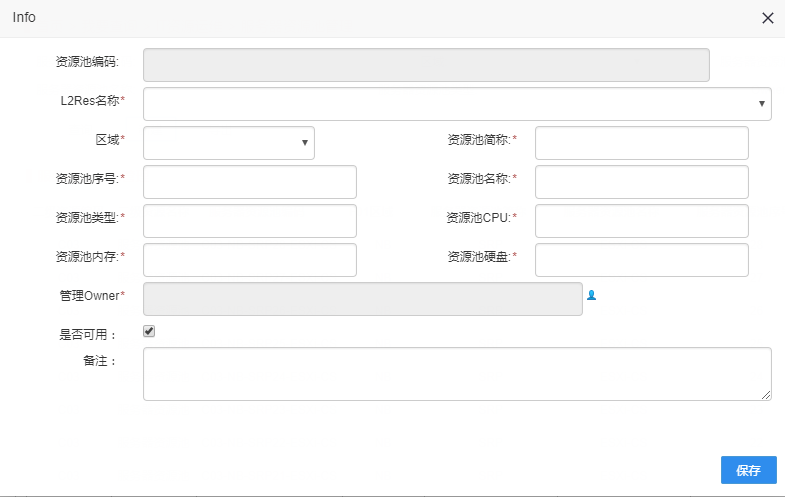 Info
资源池编码:
L2Res名称*
区域*
资源池简称:*
资源池序号:*
资源池名称:*
资源池类型:*
资源池CPU:*
资源池内存:*
资源池硬盘:*
管理Owner*
是否可用：
备注：
保存